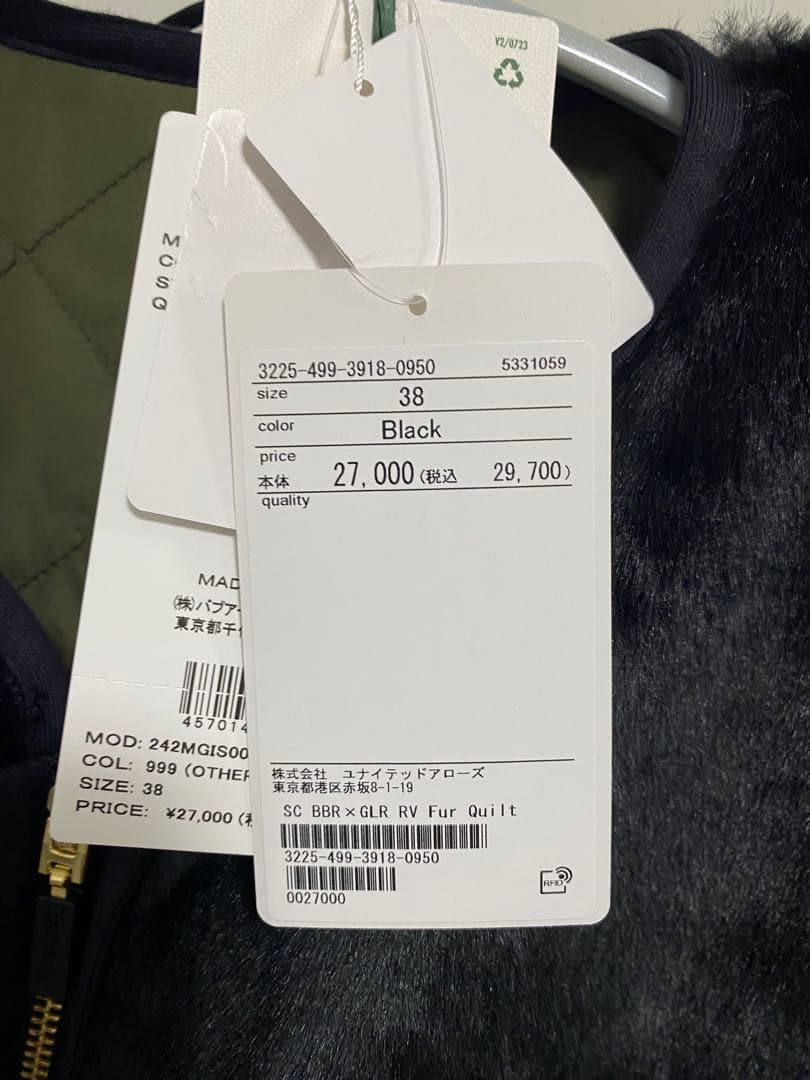 V2/0723
M
C
S
Q
3225-499-3918-0950 5331059
size 38
color Black
price
本体 27,000(税込 29,700)
quality
MAD
(株)バブア
東京都千
457014
MOD: 242MGIS00
COL: 999 (OTHER
SIZE: 38
PRICE: ¥27,000 (
株式会社 ユナイテッドアローズ
東京都港区赤坂8-1-19
SC BBR×GLR RV Fur Quilt
3225-499-3918-0950
0027000
RFID